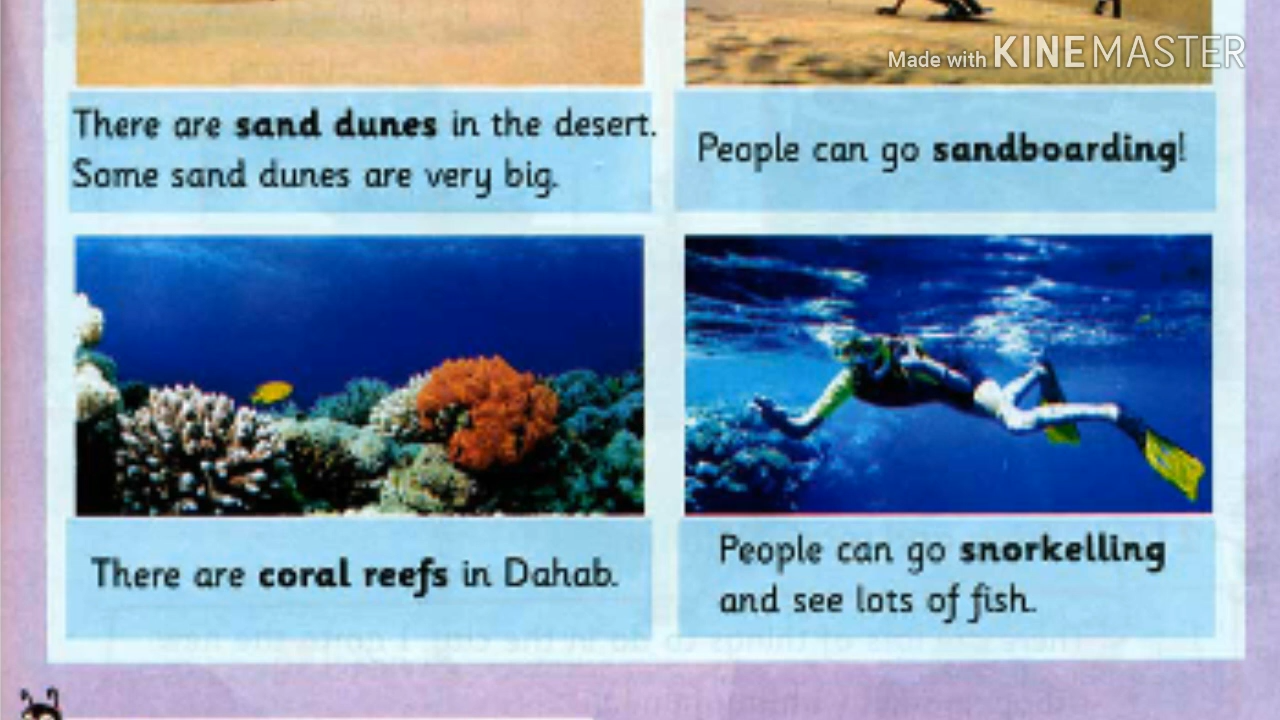 Made with KINEMASTER
There are sand dunes in the desert.
Some sand dunes are very big.
People can go sandboarding!
There are coral reefs in Dahab.
People can go snorkelling
and see lots of fish.